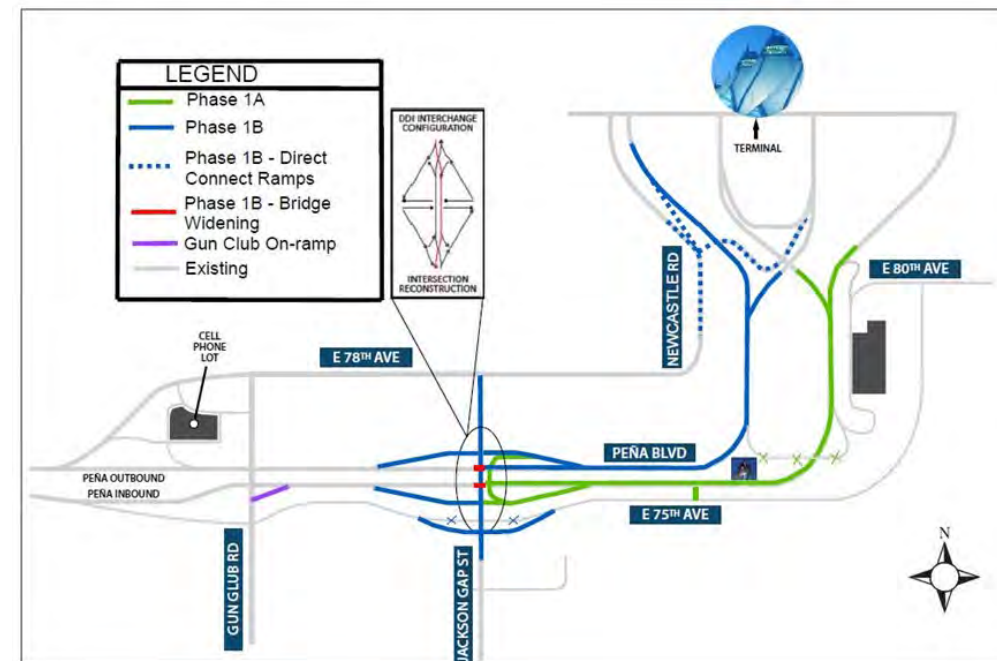 LEGEND
Phase 1A
Phase 1B
Phase 1B - Direct
Connect Ramps
Phase 1B - Bridge
Widening
Gun Club On-ramp
Existing
DDI INTERCHANGE
CONFIGURATION
INTERSECTION
RECONSTRUCTION
TERMINAL
E 80TH AVE
NEWCASTLE RD
E 78TH AVE
CELL
PHONE
LOT
PEÑA BLVD
PEÑA OUTBOUND
PEÑA INBOUND
E 75TH AVE
GUN GLUB RD
JACKSON GAP ST
N